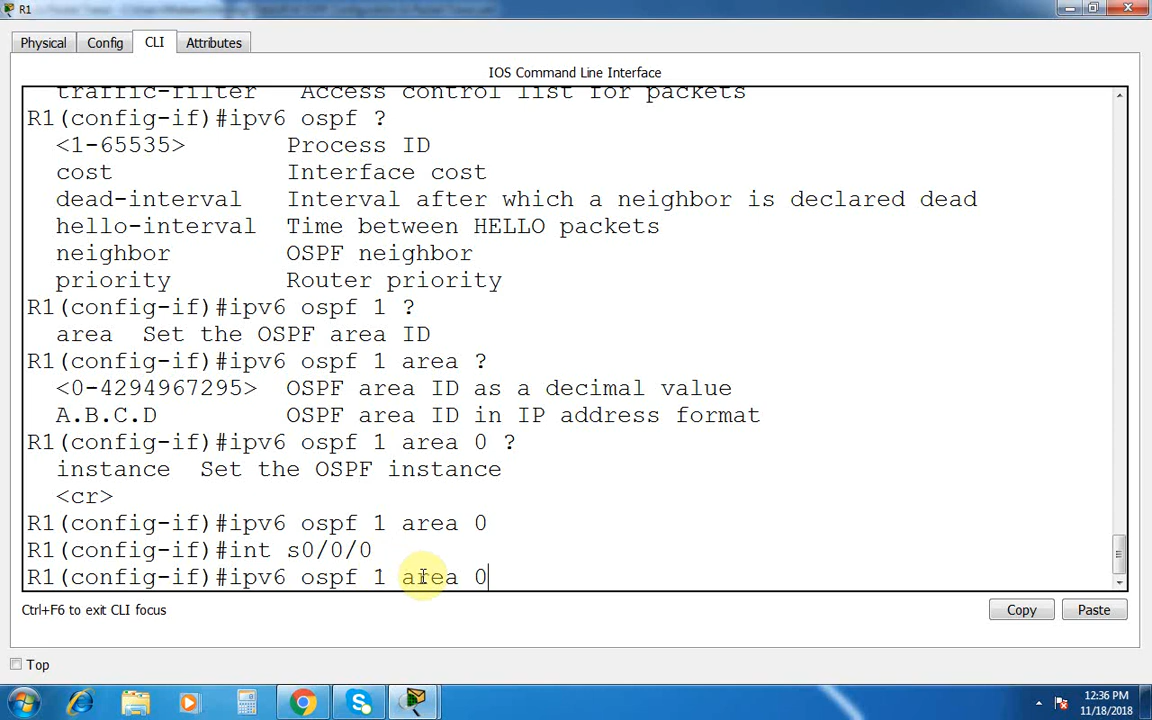 R1
Physical Config CLI Attributes
IOS Command Line Interface
traffic-filter Access control list for packets
R1(config-if)#ipv6 ospf ?
<1-65535> Process ID
cost Interface cost
dead-interval Interval after which a neighbor is declared dead
hello-interval Time between HELLO packets
neighbor OSPF neighbor
priority Router priority
R1(config-if)#ipv6 ospf 1 ?
area Set the OSPF area ID
R1(config-if)#ipv6 ospf 1 area ?
<0-4294967295> OSPF area ID as a decimal value
A.B.C.D OSPF area ID in IP address format
R1(config-if)#ipv6 ospf 1 area 0 ?
instance Set the OSPF instance
<cr>
R1(config-if)#ipv6 ospf 1 area 0
R1(config-if)#int s0/0/0
R1(config-if)#ipv6 ospf 1 area 0
Ctrl+F6 to exit CLI focus
Copy Paste
Top
12:36 PM
11/18/2018